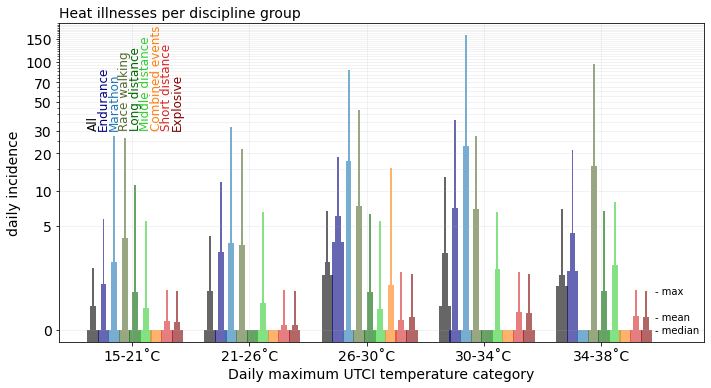 Heat illnesses per discipline group
150
100
70
50
30
20
10
5
0
daily incidence
All
Endurance
Marathon
Race walking
Long distance
Middle distance
Combined events
Short distance
Explosive
- max
- mean
- median
15-21˚C
21-26˚C
26-30˚C
30-34˚C
34-38˚C
Daily maximum UTCI temperature category